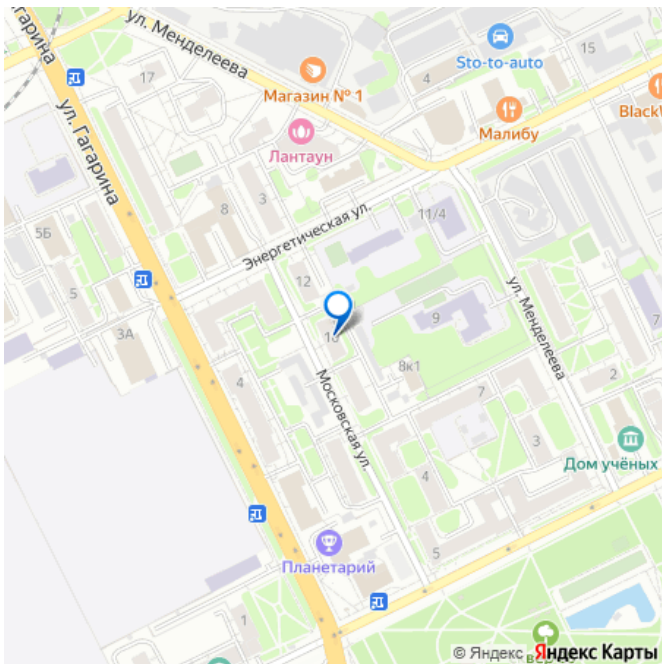 Гагарина
ул. Менделеева
Sto-to-auto
15
17
Магазин № 1
4
Малибу
BlackW
ул. Гагарина
Лантаун
3
8
11/4
5Б
Энергетическая ул.
5
12
ул. Менделеева
3А
9
4
8к1
2
7
Московская ул.
3
4
Дом учёных
5
Планетарий
1
© Яндекс Яндекс Карты